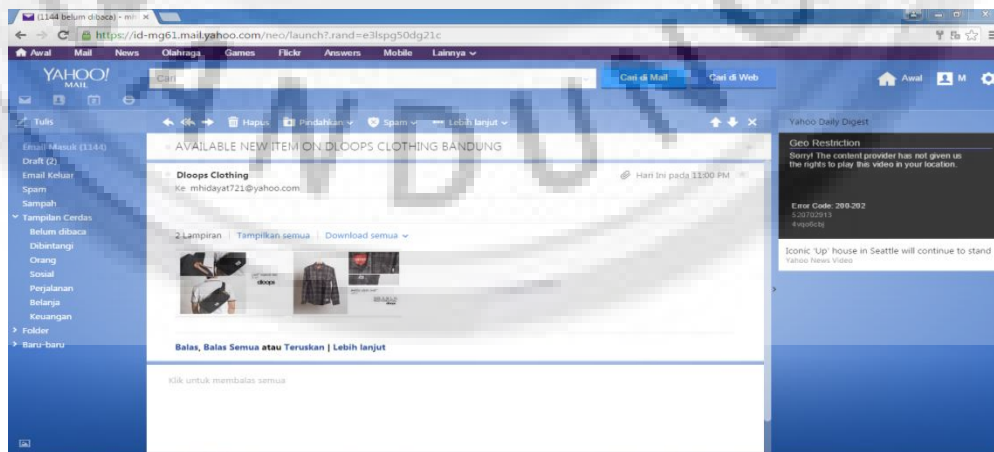 (1144 belum dibaca) - mh
https://id-mg61.mail.yahoo.com/neo/launch?.rand=e3lspg50dg21c
Awal Mail News Olahraga Games Flickr Answers Mobile Lainnya
YAHOO!
MAIL
Cari
Cari di Mail
Cari di Web
Awal
M
Tulis
Hapus Pindahkan Spam Lebih lanjut
Email Masuk (1144)
Draft (2)
Email Keluar
Spam
Sampah
Tampilan Cerdas
Belum dibaca
Dibintangi
Orang
Sosial
Perjalanan
Belanja
Keuangan
Folder
Baru-baru
AVAILABLE NEW ITEM ON DLOOPS CLOTHING BANDUNG
Dloops Clothing
Hari Ini pada 11:00 PM
Ke mhidayat721@yahoo.com
2 Lampiran Tampilkan semua Download semua
dloops
Balas, Balas Semua atau Teruskan | Lebih lanjut
Klik untuk membalas semua
Yahoo Daily Digest
Geo Restriction
Sorry! The content provider has not given us
the rights to play this video in your location.
Error Code: 200-202
Iconic 'Up' house in Seattle will continue to stand
Yahoo News Video
NDUN